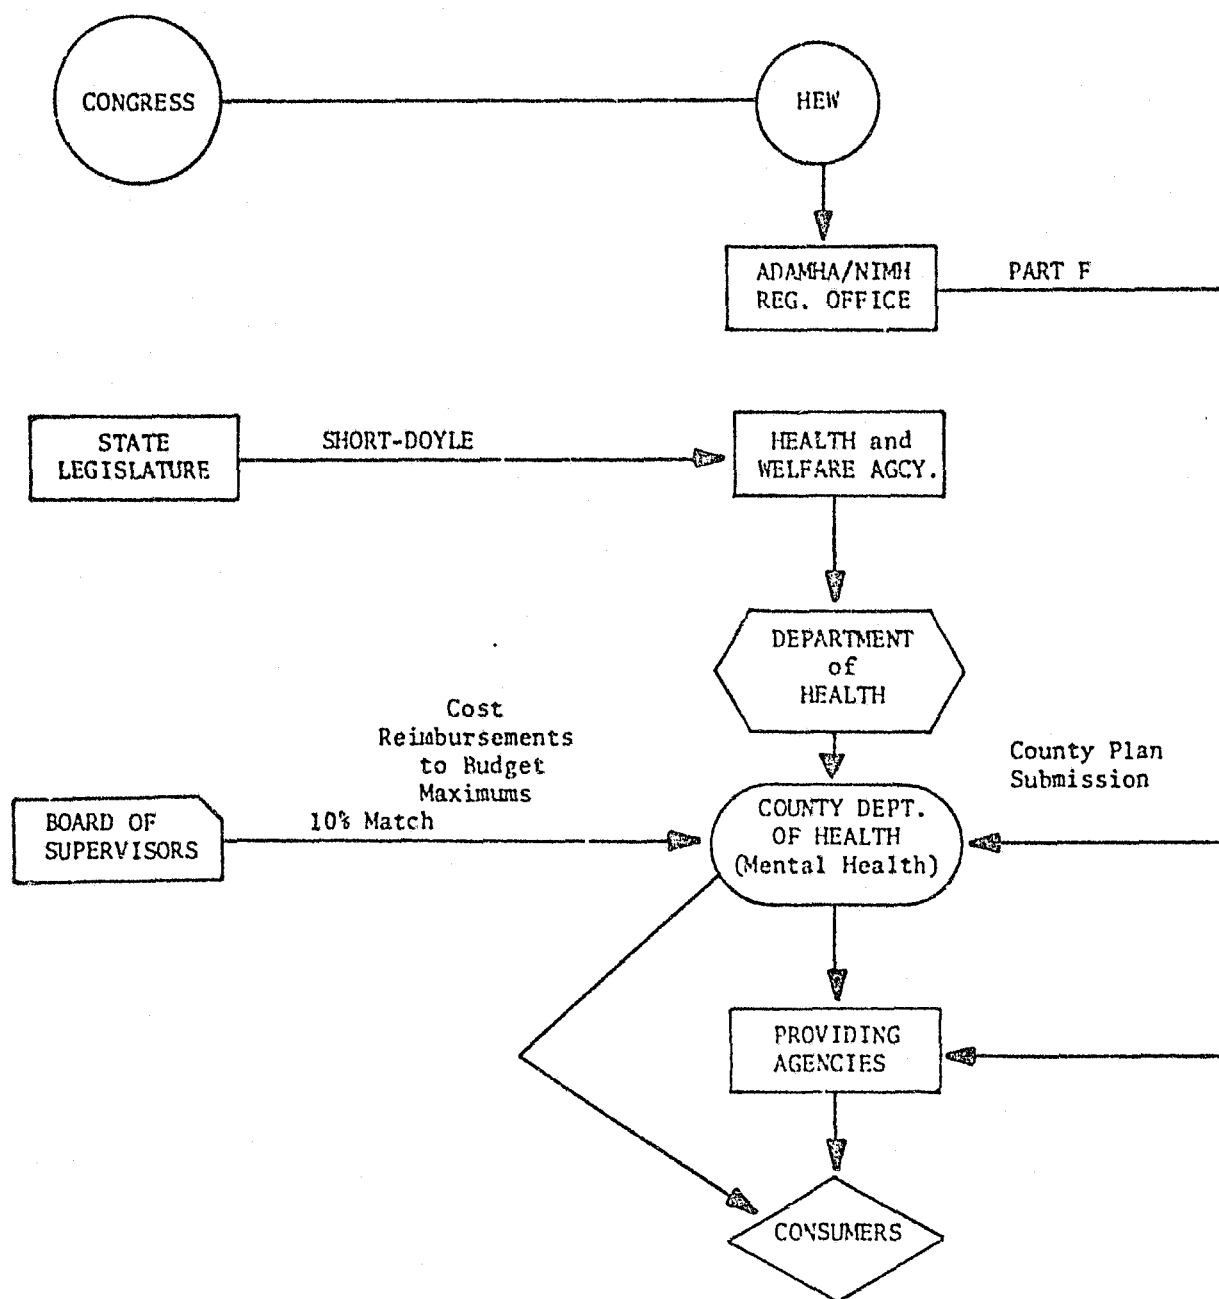 CONGRESS
HEW
ADAMHA/NIMH
REG. OFFICE
PART F
STATE
LEGISLATURE
SHORT-DOYLE
HEALTH and
WELFARE AGCY.
DEPARTMENT
of
HEALTH
Cost
Reimbursements
to Budget
Maximums
10% Match
County Plan
Submission
BOARD OF
SUPERVISORS
COUNTY DEPT.
OF HEALTH
(Mental Health)
PROVIDING
AGENCIES
CONSUMERS